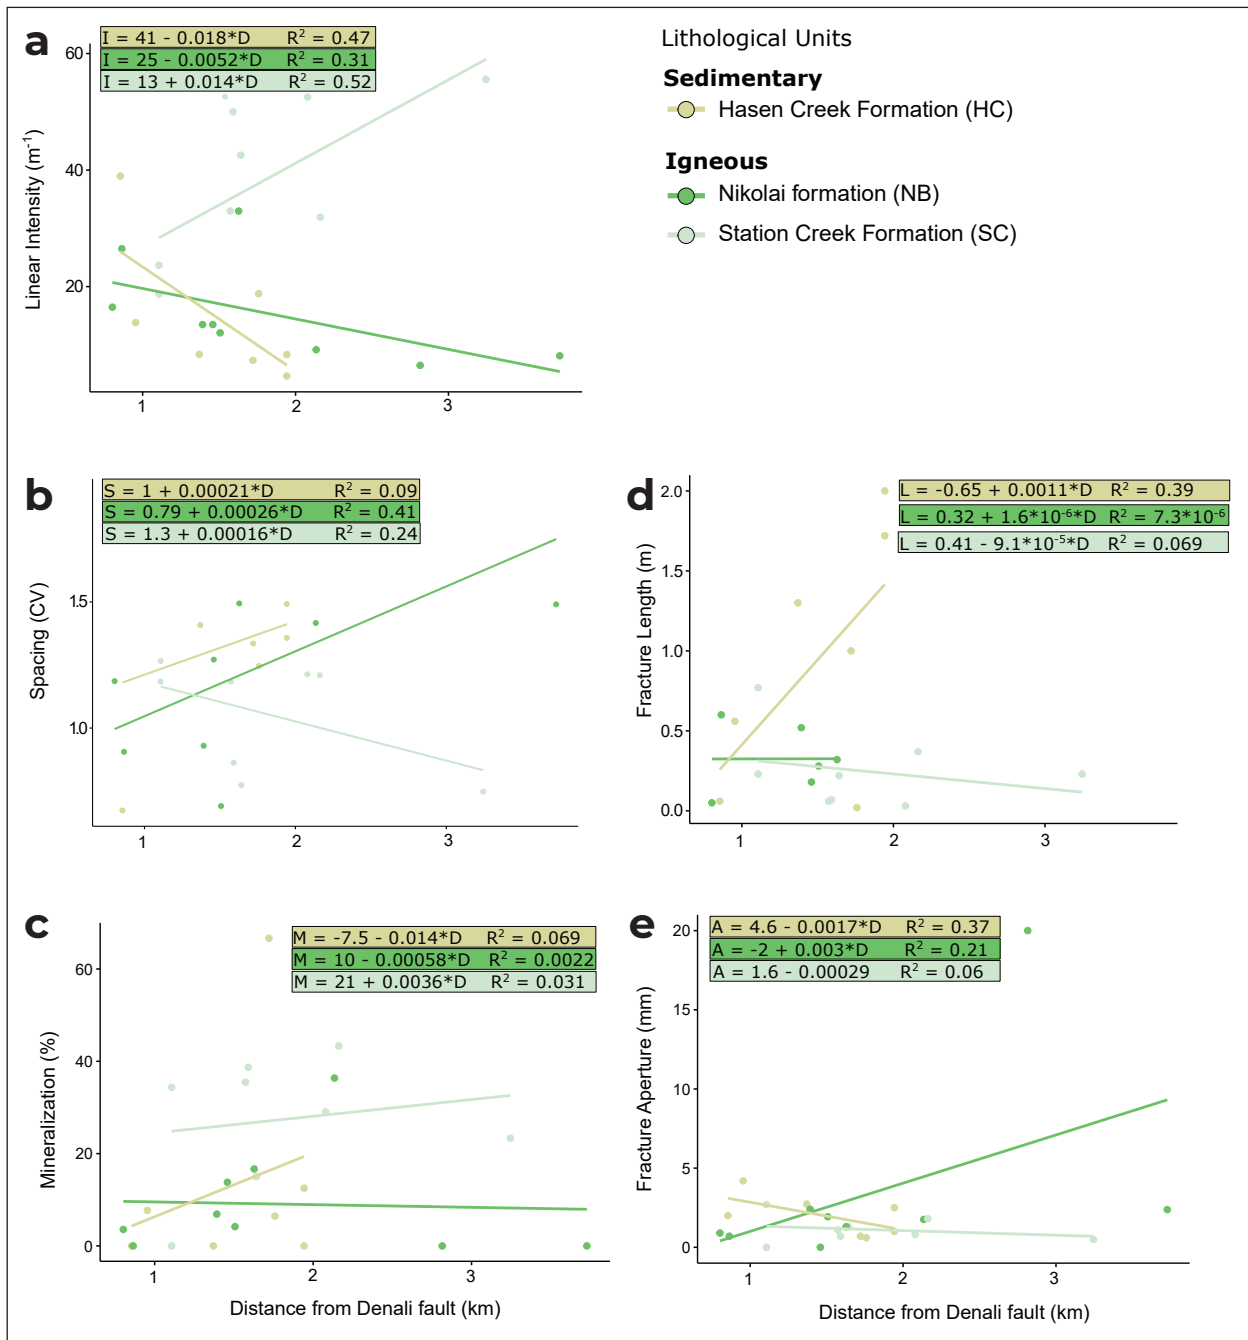 a
I = 41 - 0.018*D R² = 0.47
I = 25 - 0.0052*D R² = 0.31
I = 13 + 0.014*D R² = 0.52
60
40
20
Linear Intensity (m⁻¹)
1 2 3
Lithological Units
Sedimentary
Hasen Creek Formation (HC)
Igneous
Nikolai formation (NB)
Station Creek Formation (SC)
b
S = 1 + 0.00021*D R² = 0.09
S = 0.79 + 0.00026*D R² = 0.41
S = 1.3 + 0.00016*D R² = 0.24
1.5
1.0
Spacing (CV)
1 2 3
d
L = -0.65 + 0.0011*D R² = 0.39
L = 0.32 + 1.6*10⁻⁶*D R² = 7.3*10⁻⁶
L = 0.41 - 9.1*10⁻⁵*D R² = 0.069
2.0
1.5
1.0
0.5
0.0
Fracture Length (m)
1 2 3
c
M = -7.5 - 0.014*D R² = 0.069
M = 10 - 0.00058*D R² = 0.0022
M = 21 + 0.0036*D R² = 0.031
60
40
20
0
Mineralization (%)
1 2 3
Distance from Denali fault (km)
e
A = 4.6 - 0.0017*D R² = 0.37
A = -2 + 0.003*D R² = 0.21
A = 1.6 - 0.00029 R² = 0.06
20
15
10
5
0
Fracture Aperture (mm)
1 2 3
Distance from Denali fault (km)